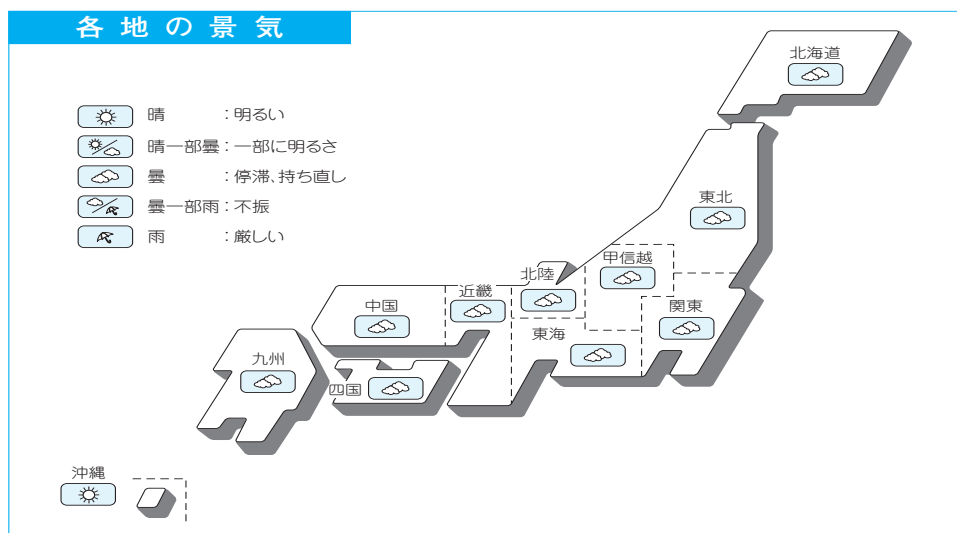 各地の景気
晴　：明るい
晴一部曇：一部に明るさ
曇　：停滞、持ち直し
曇一部雨：不振
雨　：厳しい
北海道
東北
甲信越
北陸
近畿
中国
関東
東海
九州
四国
沖縄